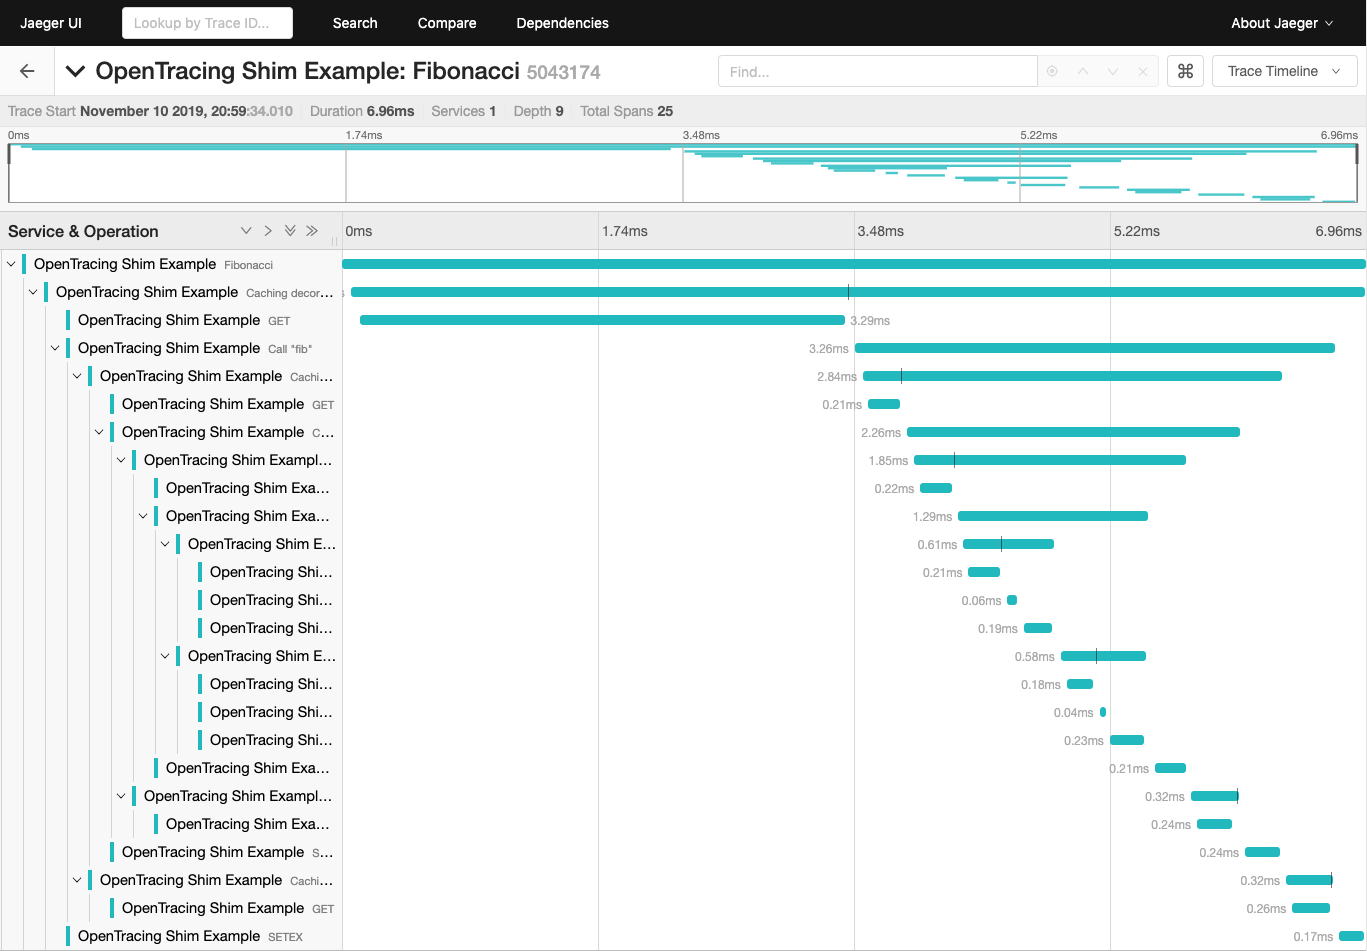 Jaeger UI Lookup by Trace ID... Search Compare Dependencies About Jaeger
OpenTracing Shim Example: Fibonacci 5043174 Find... ⌘ Trace Timeline
Trace Start November 10 2019, 20:59:34.010 Duration 6.96ms Services 1 Depth 9 Total Spans 25
0ms 1.74ms 3.48ms 5.22ms 6.96ms
Service & Operation 0ms 1.74ms 3.48ms 5.22ms 6.96ms
OpenTracing Shim Example Fibonacci
OpenTracing Shim Example Caching decor...
OpenTracing Shim Example GET 3.29ms
OpenTracing Shim Example Call "fib" 3.26ms
OpenTracing Shim Example Cachi... 2.84ms
OpenTracing Shim Example GET 0.21ms
OpenTracing Shim Example C... 2.26ms
OpenTracing Shim Exampl... 1.85ms
OpenTracing Shim Exa... 0.22ms
OpenTracing Shim Exa... 1.29ms
OpenTracing Shim E... 0.61ms
OpenTracing Shi... 0.21ms
OpenTracing Shi... 0.06ms
OpenTracing Shi... 0.19ms
OpenTracing Shim E... 0.58ms
OpenTracing Shi... 0.18ms
OpenTracing Shi... 0.04ms
OpenTracing Shi... 0.23ms
OpenTracing Shim Exa... 0.21ms
OpenTracing Shim Exampl... 0.32ms
OpenTracing Shim Exa... 0.24ms
OpenTracing Shim Example S... 0.24ms
OpenTracing Shim Example Cachi... 0.32ms
OpenTracing Shim Example GET 0.26ms
OpenTracing Shim Example SETEX 0.17ms